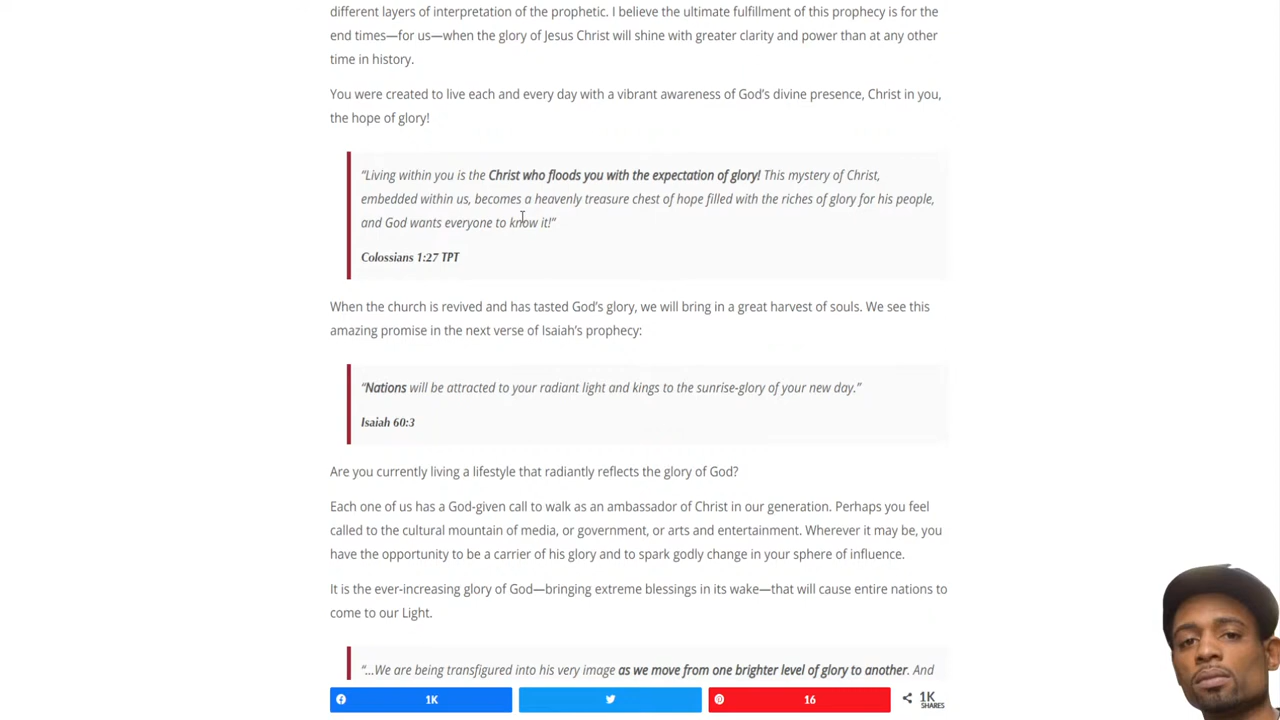 different layers of interpretation of the prophetic. I believe the ultimate fulfillment of this prophecy is for the
end times—for us—when the glory of Jesus Christ will shine with greater clarity and power than at any other
time in history.
You were created to live each and every day with a vibrant awareness of God’s divine presence, Christ in you,
the hope of glory!
“Living within you is the Christ who floods you with the expectation of glory! This mystery of Christ,
embedded within us, becomes a heavenly treasure chest of hope filled with the riches of glory for his people,
and God wants everyone to know it!”
Colossians 1:27 TPT
When the church is revived and has tasted God’s glory, we will bring in a great harvest of souls. We see this
amazing promise in the next verse of Isaiah’s prophecy:
“Nations will be attracted to your radiant light and kings to the sunrise-glory of your new day.”
Isaiah 60:3
Are you currently living a lifestyle that radiantly reflects the glory of God?
Each one of us has a God-given call to walk as an ambassador of Christ in our generation. Perhaps you feel
called to the cultural mountain of media, or government, or arts and entertainment. Wherever it may be, you
have the opportunity to be a carrier of his glory and to spark godly change in your sphere of influence.
It is the ever-increasing glory of God—bringing extreme blessings in its wake—that will cause entire nations to
come to our Light.
“…We are being transfigured into his very image as we move from one brighter level of glory to another. And
1K
16
1K
SHARES